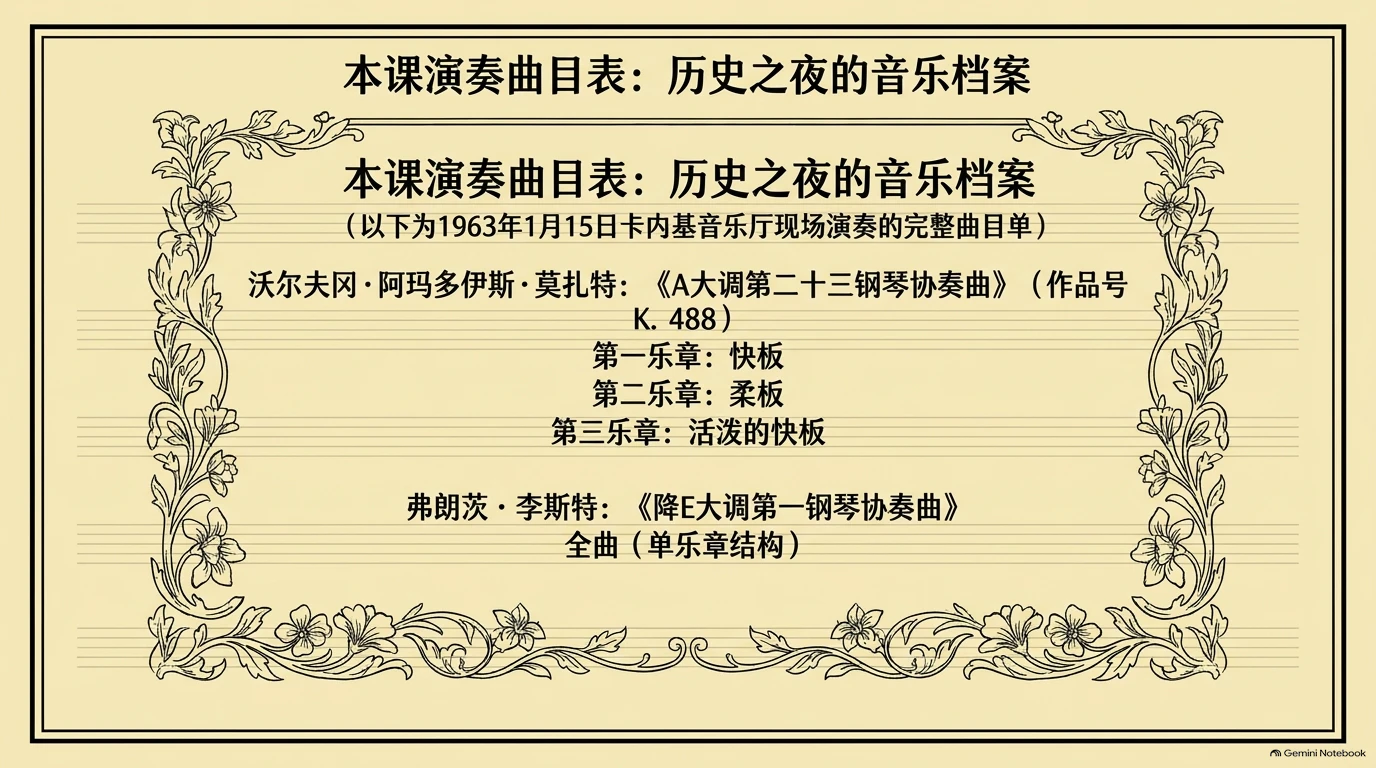 本课演奏曲目表：历史之夜的音乐档案
本课演奏曲目表：历史之夜的音乐档案
（以下为1963年1月15日卡内基音乐厅现场演奏的完整曲目单）
沃尔夫冈·阿玛多伊斯·莫扎特：《A大调第二十三钢琴协奏曲》（作品号
K. 488）
第一乐章：快板
第二乐章：柔板
第三乐章：活泼的快板
弗朗茨·李斯特：《降E大调第一钢琴协奏曲》
全曲（单乐章结构）
Gemini Notebook